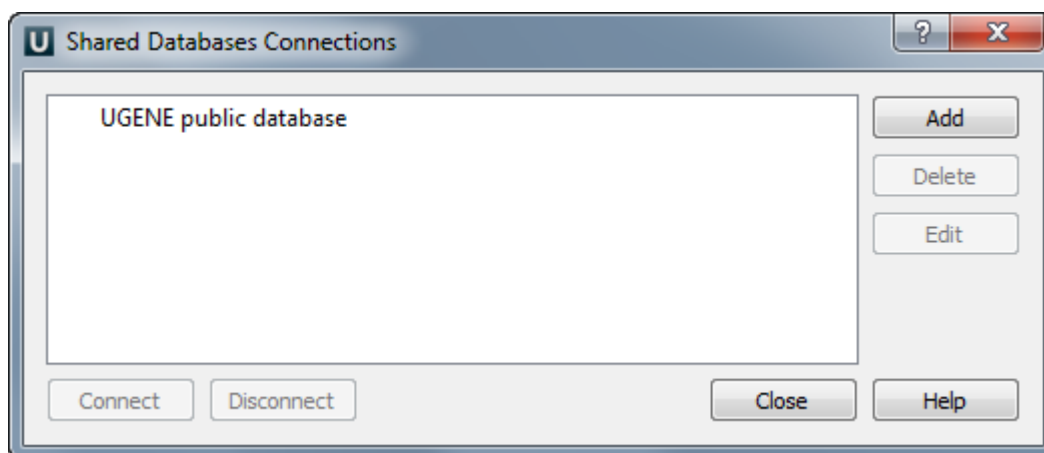 U Shared Databases Connections ?
UGENE public database
Add
Delete
Edit
Connect Disconnect Close Help